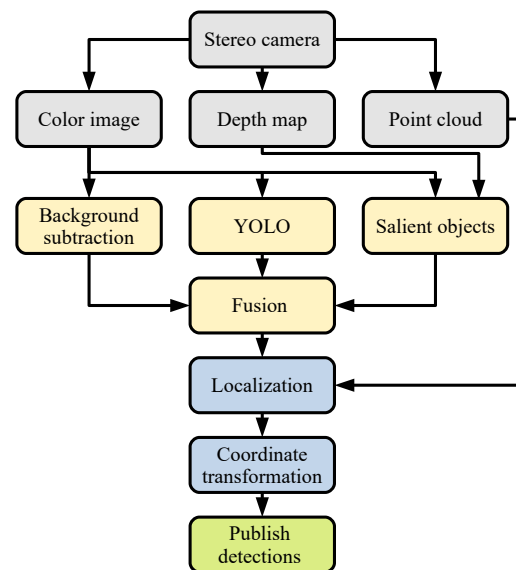 Stereo camera
Color image
Depth map
Point cloud
Background
subtraction
YOLO
Salient objects
Fusion
Localization
Coordinate
transformation
Publish
detections